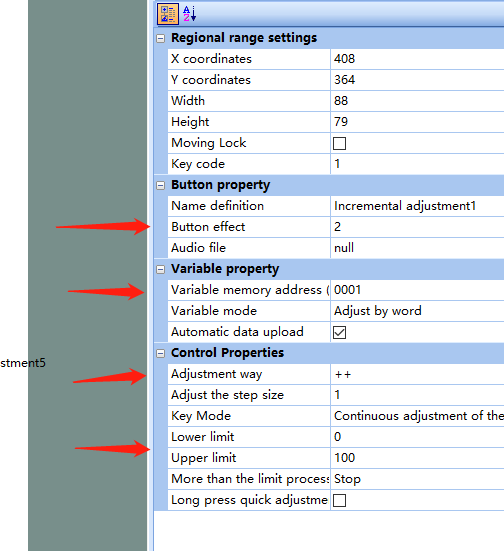 Regional range settings
X coordinates 408
Y coordinates 364
Width 88
Height 79
Moving Lock
Key code 1
Button property
Name definition Incremental adjustment1
Button effect 2
Audio file null
Variable property
Variable memory address ( 0001
Variable mode Adjust by word
Automatic data upload
Control Properties
stment5
Adjustment way ++
Adjust the step size 1
Key Mode Continuous adjustment of the
Lower limit 0
Upper limit 100
More than the limit process Stop
Long press quick adjustme